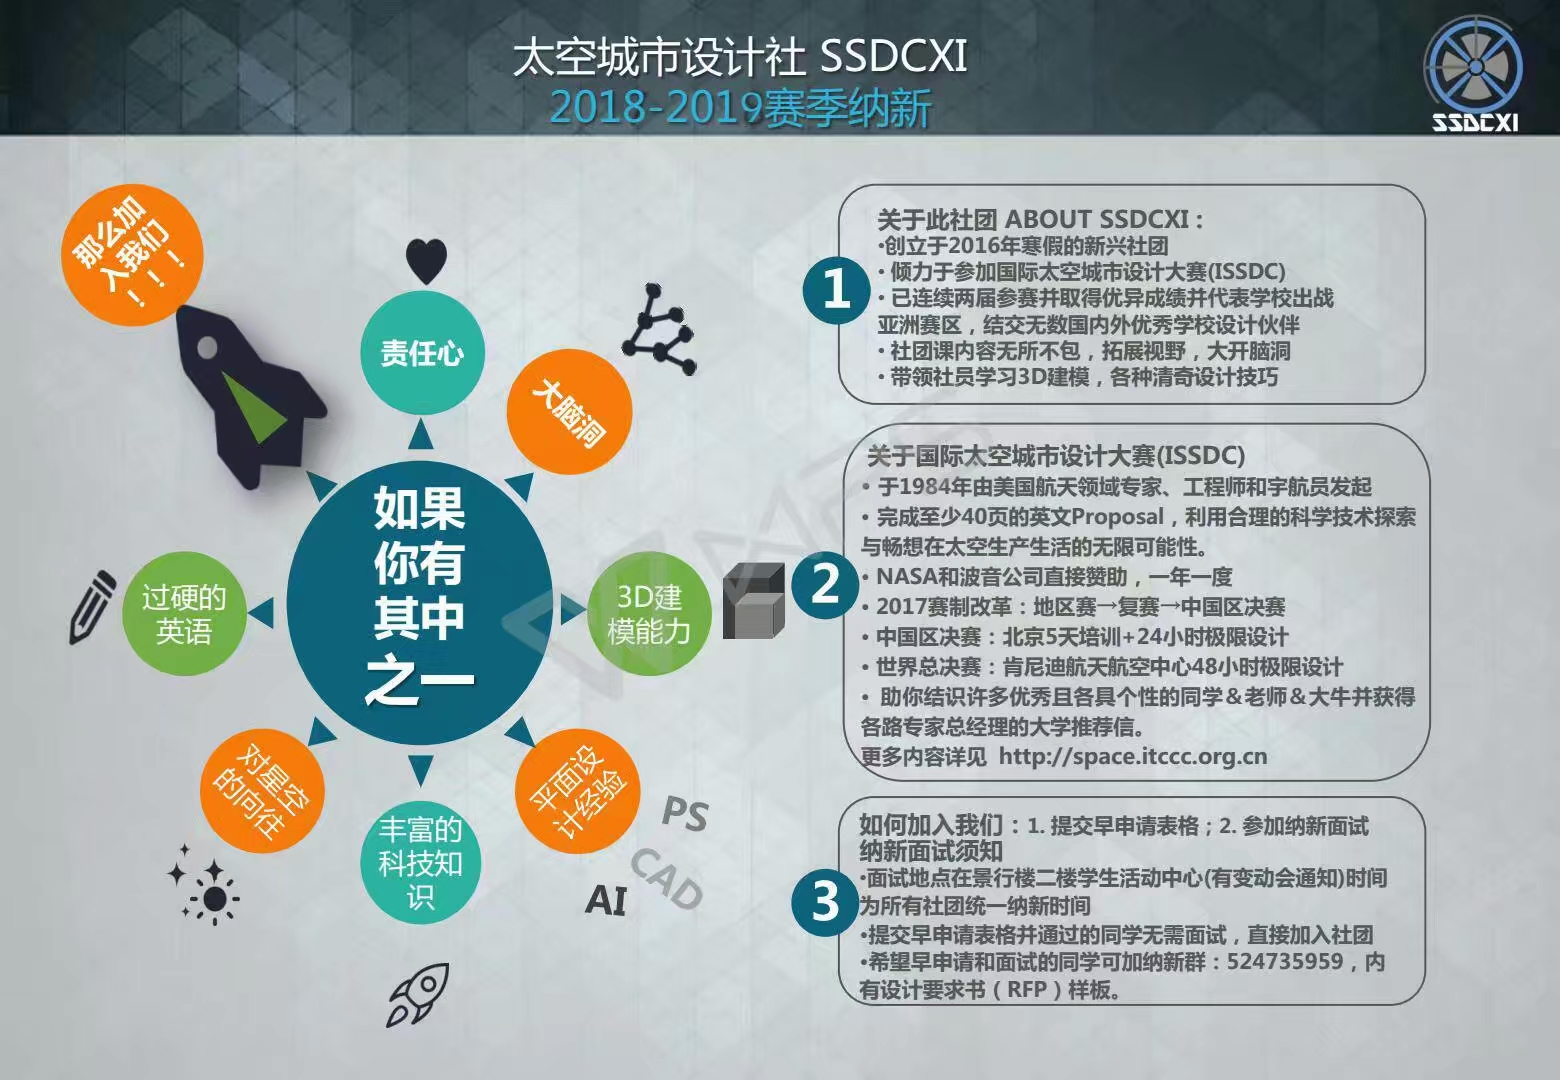 太空城市设计社 SSDCXI
2018-2019赛季纳新
SSDCXI
那么加
入我们
！！！
责任心
大脑洞
如果
你有
其中
之一
过硬的
英语
3D建
模能力
对星空
的向往
丰富的
科技知
识
平面设
计经验
PS
CAD
AI
1
关于此社团 ABOUT SSDCXI：
•创立于2016年寒假的新兴社团
• 倾力于参加国际太空城市设计大赛(ISSDC)
• 已连续两届参赛并取得优异成绩并代表学校出战
亚洲赛区，结交无数国内外优秀学校设计伙伴
• 社团课内容无所不包，拓展视野，大开脑洞
• 带领社员学习3D建模，各种清奇设计技巧
2
关于国际太空城市设计大赛(ISSDC)
• 于1984年由美国航天领域专家、工程师和宇航员发起
• 完成至少40页的英文Proposal，利用合理的科学技术探索
与畅想在太空生产生活的无限可能性。
• NASA和波音公司直接赞助，一年一度
• 2017赛制改革：地区赛→复赛→中国区决赛
• 中国区决赛：北京5天培训+24小时极限设计
• 世界总决赛：肯尼迪航天航空中心48小时极限设计
• 助你结识许多优秀且各具个性的同学＆老师＆大牛并获得
各路专家总经理的大学推荐信。
更多内容详见 http://space.itccc.org.cn
3
如何加入我们：1. 提交早申请表格；2. 参加纳新面试
纳新面试须知
•面试地点在景行楼二楼学生活动中心(有变动会通知)时间
为所有社团统一纳新时间
•提交早申请表格并通过的同学无需面试，直接加入社团
•希望早申请和面试的同学可加纳新群：524735959，内
有设计要求书（RFP）样板。